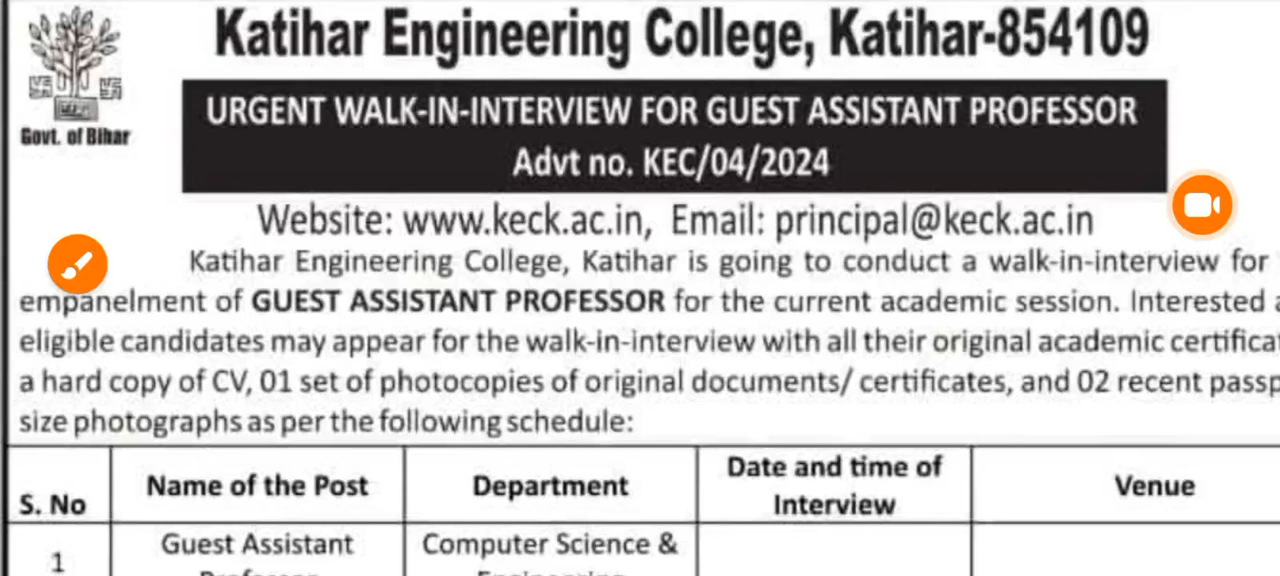 Katihar Engineering College, Katihar-854109
Govt. of Bihar
URGENT WALK-IN-INTERVIEW FOR GUEST ASSISTANT PROFESSOR
Advt no. KEC/04/2024
Website: www.keck.ac.in, Email: principal@keck.ac.in
Katihar Engineering College, Katihar is going to conduct a walk-in-interview for
empanelment of GUEST ASSISTANT PROFESSOR for the current academic session. Interested
eligible candidates may appear for the walk-in-interview with all their original academic certificat
a hard copy of CV, 01 set of photocopies of original documents/ certificates, and 02 recent passp
size photographs as per the following schedule:
S. No Name of the Post Department Date and time of Interview Venue
1 Guest Assistant Professor Computer Science & Engineering